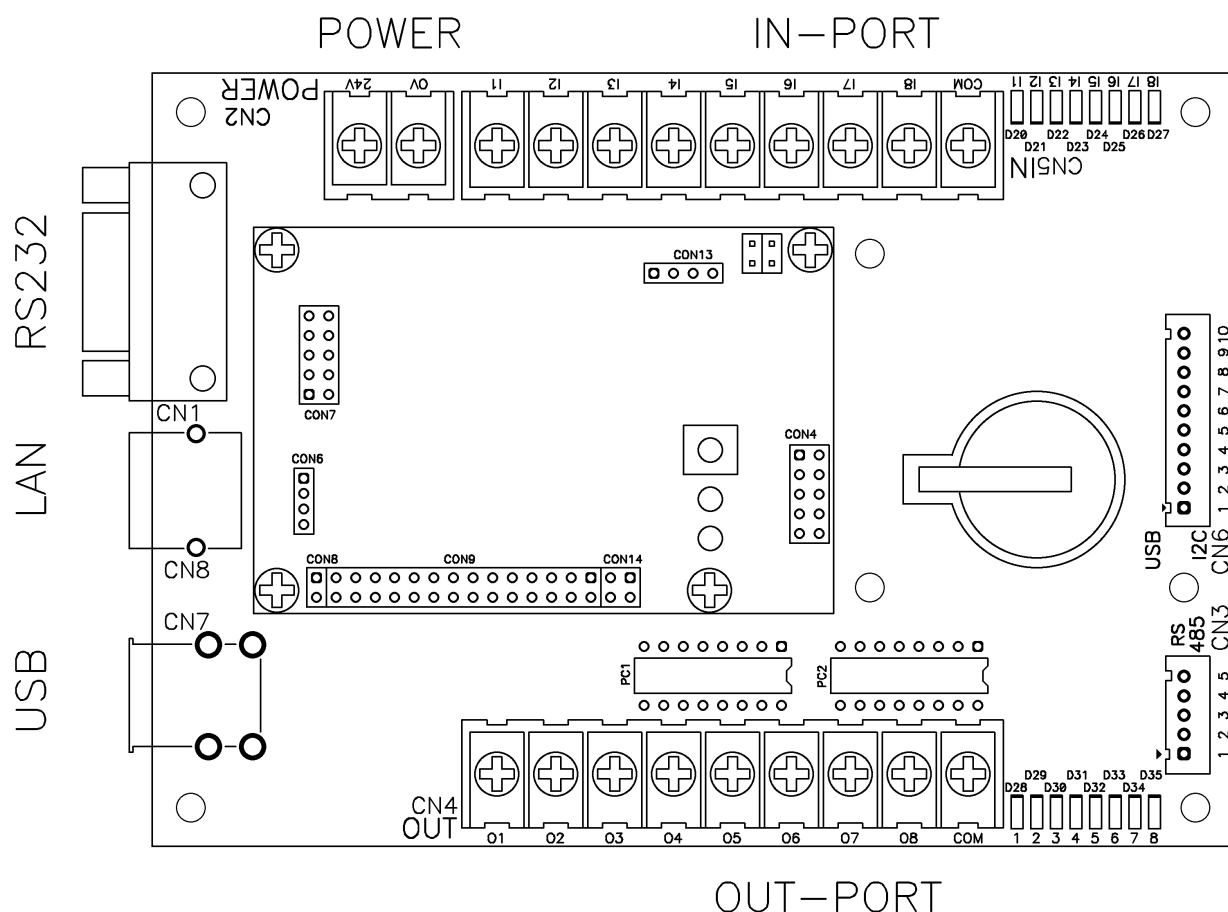 POWER IN-PORT
POWER 24V 0V I1 I2 I3 I4 I5 I6 I7 I8 COM I1 I2 I3 I4 I5 I6 I7 I8
CN2
D20 D22 D24 D26 D27
D21 D23 D25
CN5IN
RS232
CON13
CON7
CN1
LAN
CON6
CON4
CN8
CON8 CON9 CON14
10 9 8 7 6 5 4 3 2 1
USB I2C CN6
CN7
USB
PC1 PC2
RS 485 CN3
5 4 3 2 1
D29 D31 D33 D35
D28 D30 D32 D34
CN4
OUT
O1 O2 O3 O4 O5 O6 O7 O8 COM 1 2 3 4 5 6 7 8
OUT-PORT